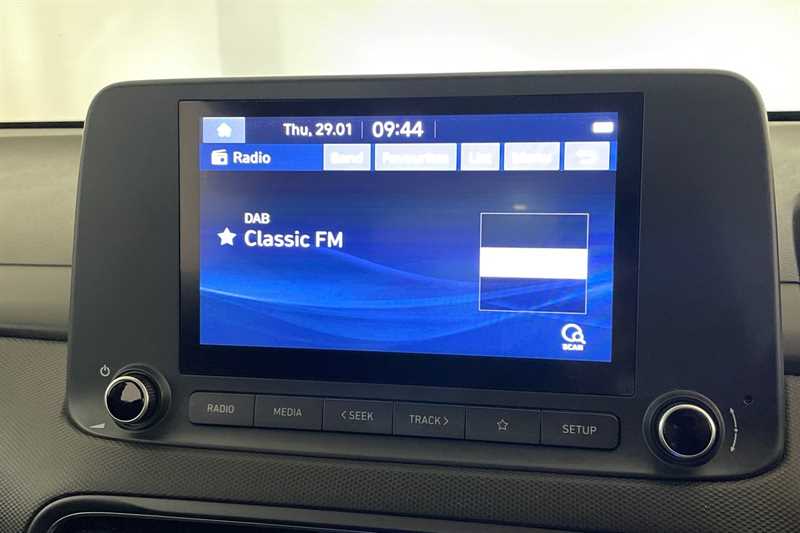 Thu, 29.01 09:44
Radio Band Favourites List Menu
DAB
Classic FM
SCAN
RADIO MEDIA <SEEK TRACK> SETUP